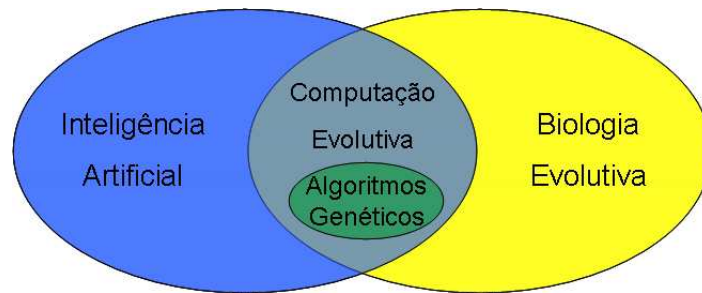 Inteligência
Artificial
Computação
Evolutiva
Algoritmos
Genéticos
Biologia
Evolutiva